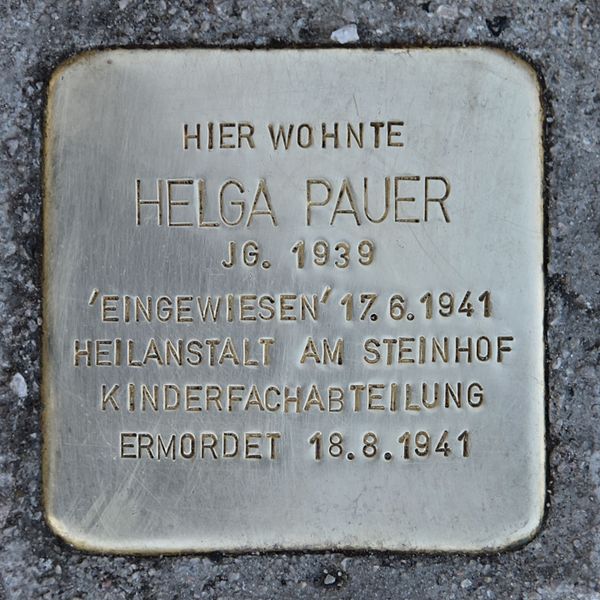 HIER WOHNTE
HELGA PAUER
JG. 1939
'EINGEWIESEN' 17.6.1941
HEILANSTALT AM STEINHOF
KINDERFACHABTEILUNG
ERMORDET 18.8.1941